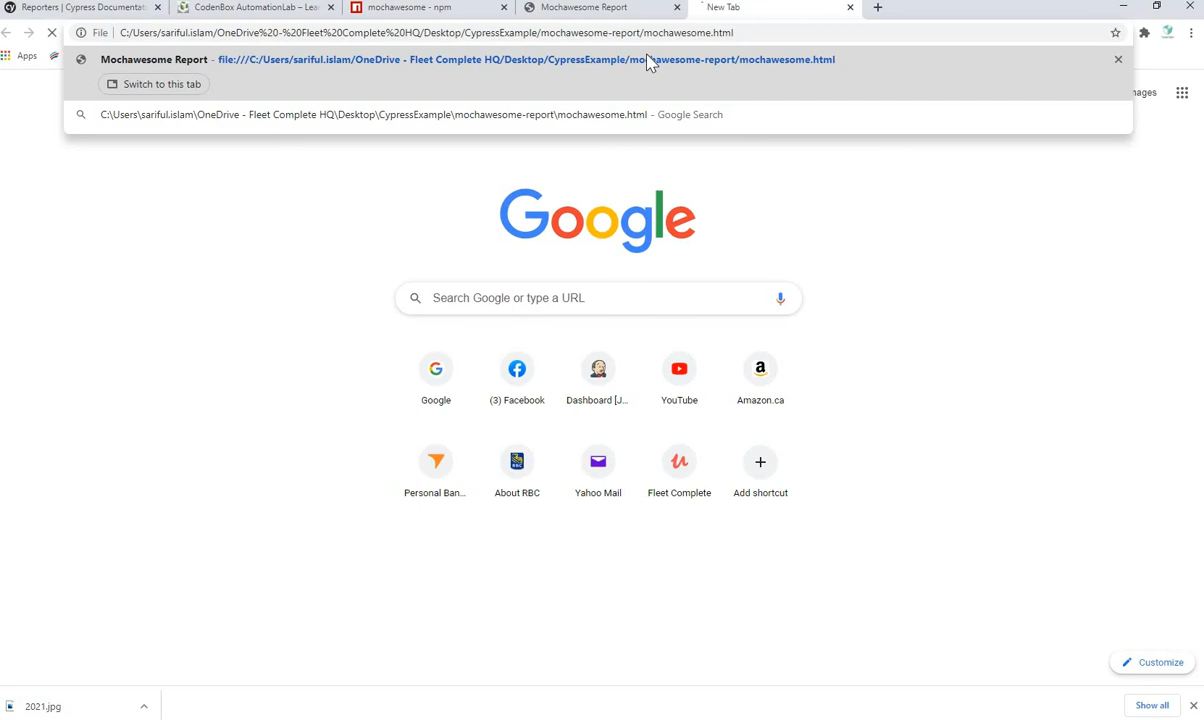 Reporters | Cypress Documentat
CodenBox AutomationLab – Lea
mochawesome - npm
Mochawesome Report
New Tab
File
C:/Users/sariful.islam/OneDrive%20-%20Fleet%20Complete%20HQ/Desktop/CypressExample/mochawesome-report/mochawesome.html
Apps
Mochawesome Report - file:///C:/Users/sariful.islam/OneDrive - Fleet Complete HQ/Desktop/CypressExample/mochawesome-report/mochawesome.html
Switch to this tab
mages
C:\Users\sariful.islam\OneDrive - Fleet Complete HQ\Desktop\CypressExample\mochawesome-report\mochawesome.html - Google Search
Google
Search Google or type a URL
Google
(3) Facebook
Dashboard [J...
YouTube
Amazon.ca
Personal Ban...
About RBC
Yahoo Mail
Fleet Complete
Add shortcut
Customize
2021.jpg
Show all